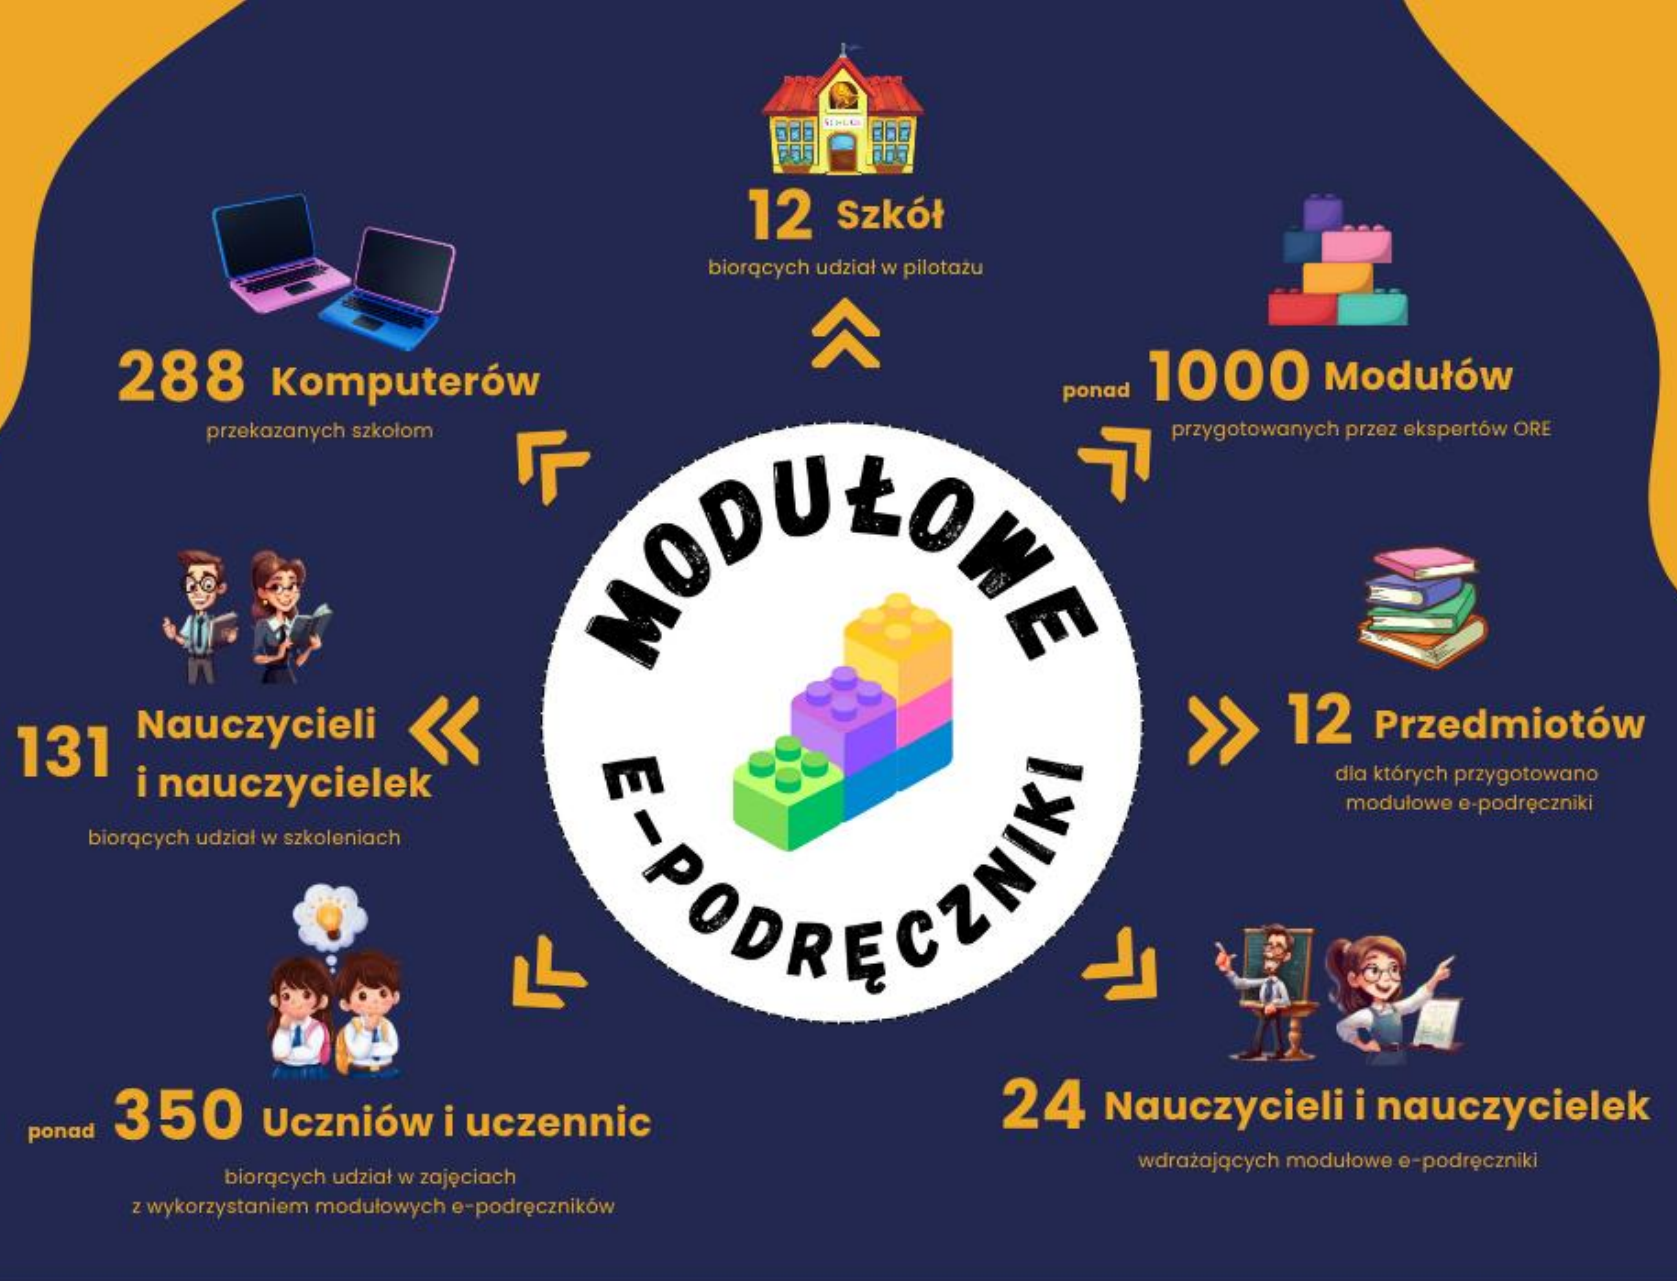 12 Szkół
biorących udział w pilotażu
288 Komputerów
przekazanych szkołom
ponad 1000 Modułów
przygotowanych przez ekspertów ORE
MODUŁOWE
E-PODRĘCZNIKI
131 Nauczycieli
i nauczycielek
biorących udział w szkoleniach
12 Przedmiotów
dla których przygotowano
modułowe e-podręczniki
ponad 350 Uczniów i uczennic
biorących udział w zajęciach
z wykorzystaniem modułowych e-podręczników
24 Nauczycieli i nauczycielek
wdrażających modułowe e-podręczniki